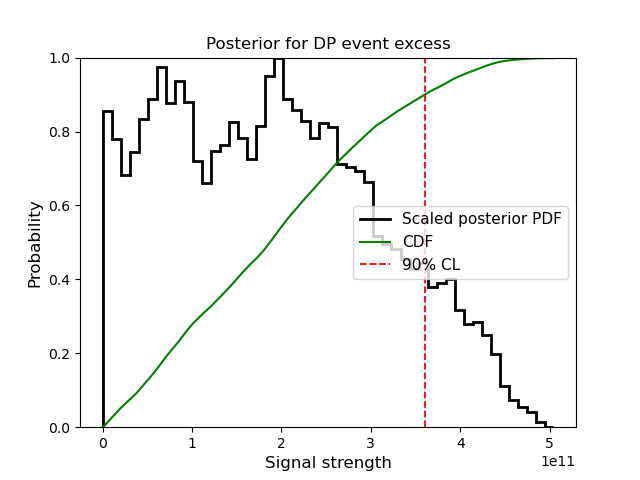 Posterior for DP event excess
1.0
0.8
0.6
0.4
0.2
0.0
Probability
Scaled posterior PDF
CDF
90% CL
0 1 2 3 4 5
1e11
Signal strength